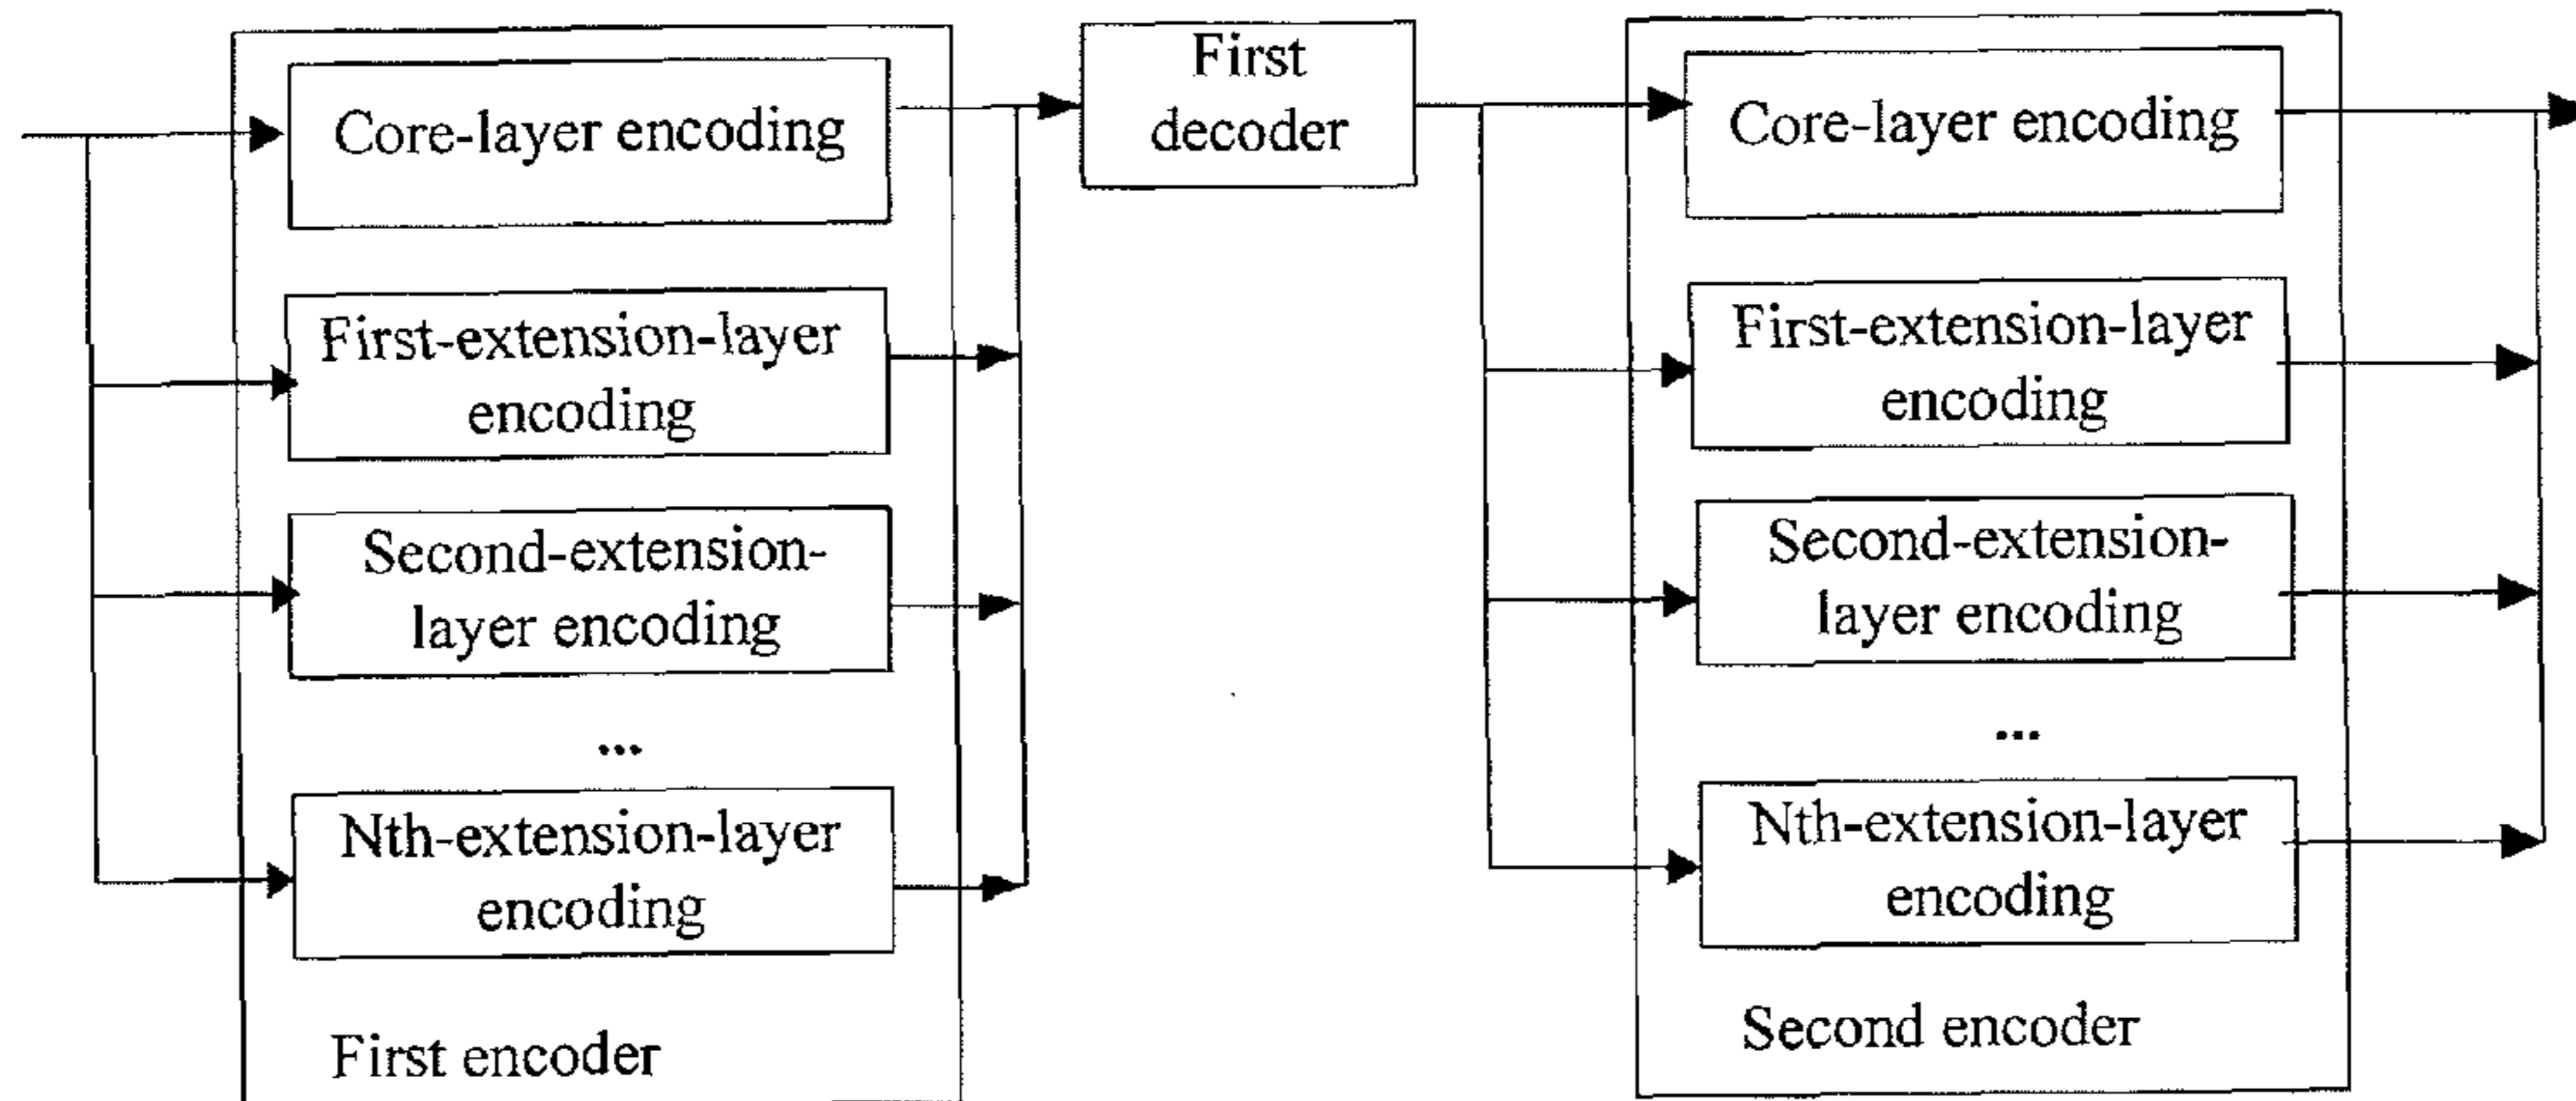 Core-layer encoding
First-extension-layer
encoding
Second-extension-
layer encoding
...
Nth-extension-layer
encoding
First encoder
First
decoder
Core-layer encoding
First-extension-layer
encoding
Second-extension-
layer encoding
...
Nth-extension-layer
encoding
Second encoder